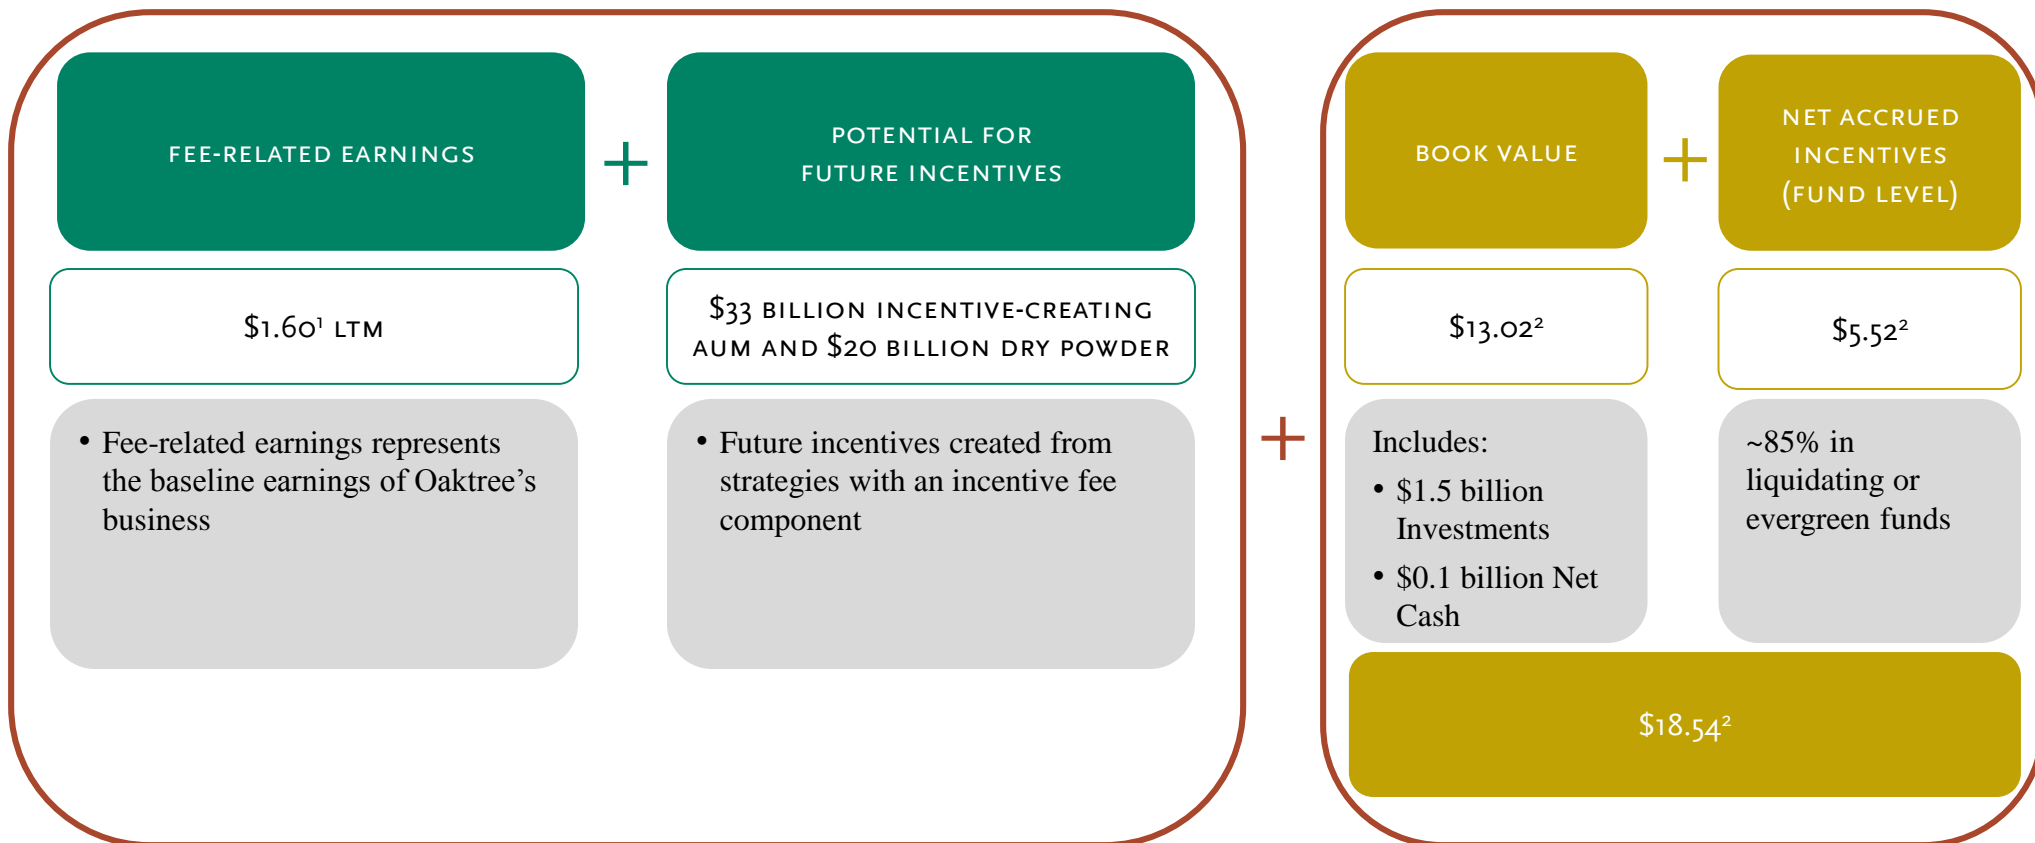 FEE-RELATED EARNINGS
+
POTENTIAL FOR
FUTURE INCENTIVES
$1.60¹ LTM
$33 BILLION INCENTIVE-CREATING
AUM AND $20 BILLION DRY POWDER
• Fee-related earnings represents
the baseline earnings of Oaktree’s
business
• Future incentives created from
strategies with an incentive fee
component
+
BOOK VALUE
+
NET ACCRUED
INCENTIVES
(FUND LEVEL)
$13.02²
$5.52²
Includes:
• $1.5 billion
Investments
• $0.1 billion Net
Cash
~85% in
liquidating or
evergreen funds
$18.54²